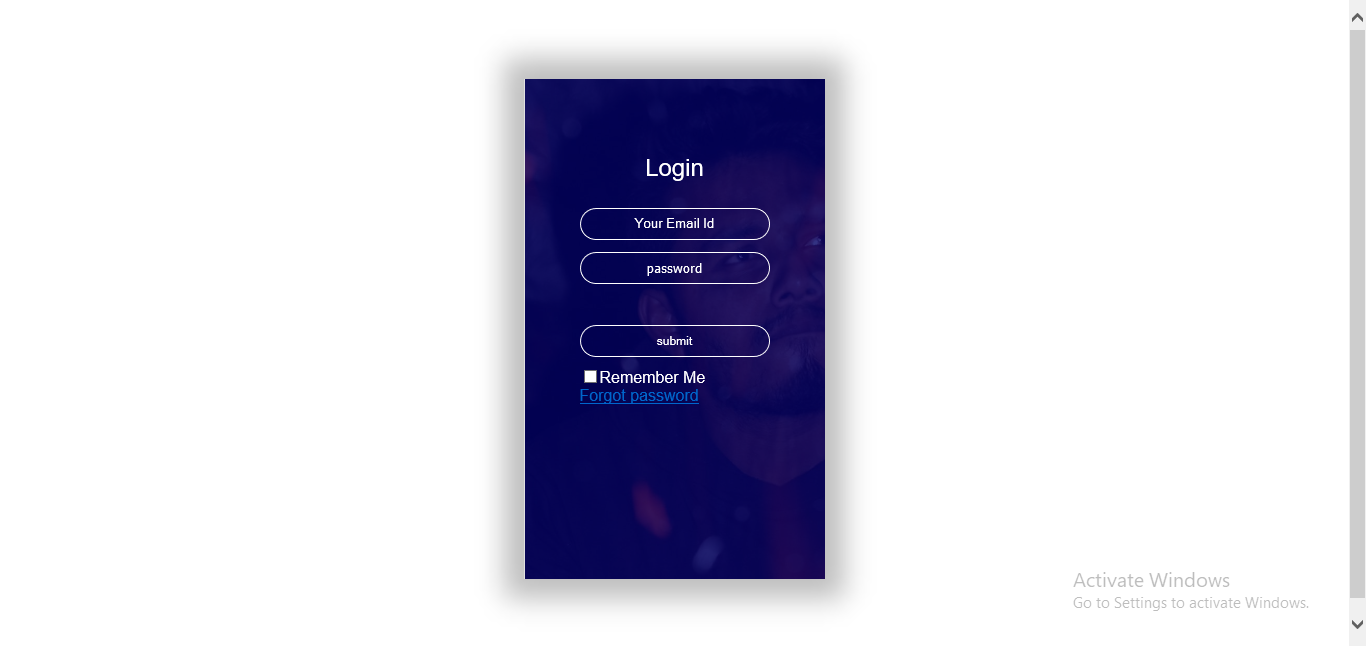 Login
Your Email Id
password
submit
Remember Me
Forgot password
Activate Windows
Go to Settings to activate Windows.